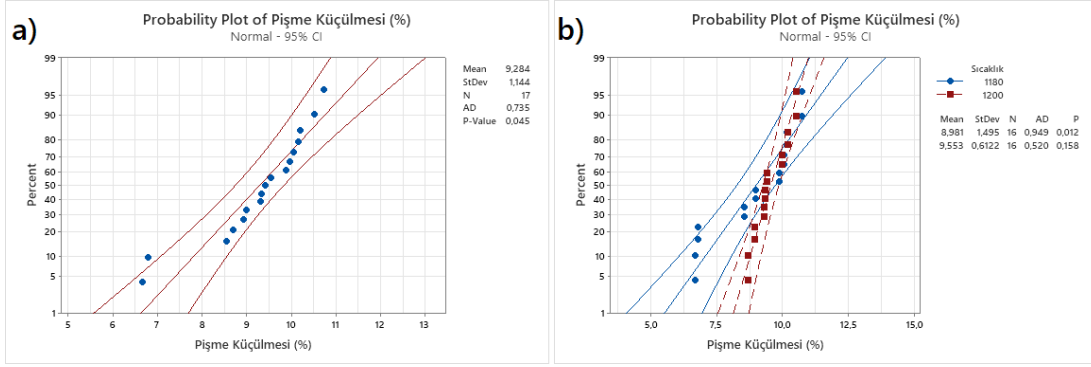 a)
Probability Plot of Pişme Küçülmesi (%)
Normal - 95% CI
99
95
90
80
70
60
50
40
30
20
10
5
1
Percent
5 6 7 8 9 10 11 12 13
Pişme Küçülmesi (%)
Mean 9,284
StDev 1,144
N 17
AD 0,735
P-Value 0,045
b)
Probability Plot of Pişme Küçülmesi (%)
Normal - 95% CI
99
95
90
80
70
60
50
40
30
20
10
5
1
Percent
5,0 7,5 10,0 12,5 15,0
Pişme Küçülmesi (%)
Sıcaklık
1180
1200
Mean StDev N AD P
8,981 1,495 16 0,949 0,012
9,553 0,6122 16 0,520 0,158